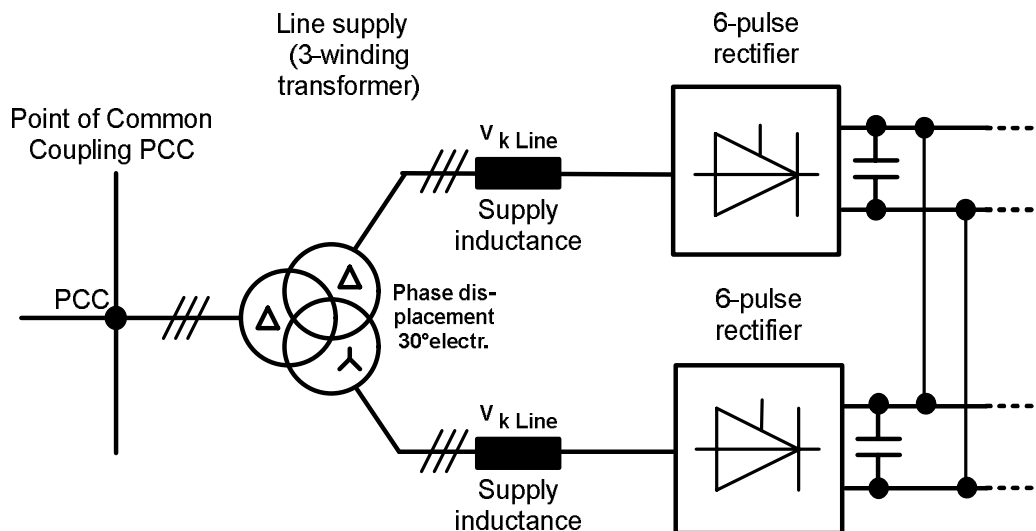 Line supply
(3-winding
transformer)
6-pulse
rectifier
Point of Common
Coupling PCC
V k Line
Supply
inductance
PCC
Phase dis-
placement
30°electr.
6-pulse
rectifier
V k Line
Supply
inductance